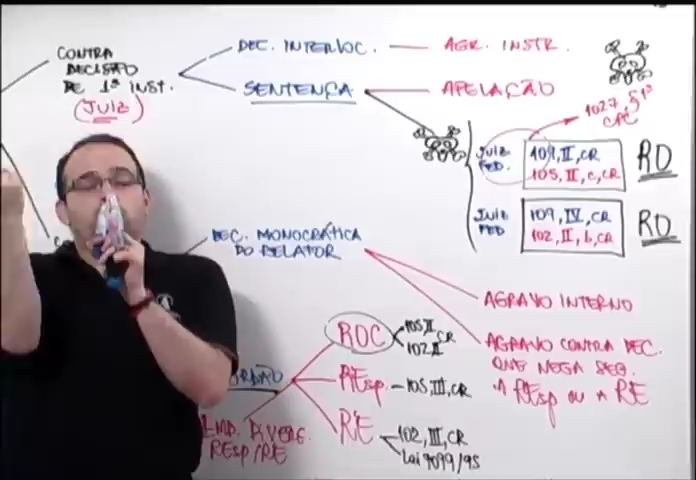 CONTRA
DECISÃO
DE 1ª INST.
(JUIZ)
DEC. INTERLOC. — AGR. INSTR.
SENTENÇA
APELAÇÃO
1027, §1º
CPC
JUIZ
FED.
109, II, CR
105, II, C, CR
RO
JUIZ
FED
109, IV, CR
102, II, b, CR
RO
DEC. MONOCRÁTICA
DO RELATOR
AGRAVO INTERNO
AGRAVO CONTRA DEC.
QUE NEGA SEG.
A REsp OU A RE
ROC
105 II
102 II
CR
REsp — 105, III, CR
RE
102, III, CR
Lei 9099/95
EMB. DIVERG.
REsp/RE